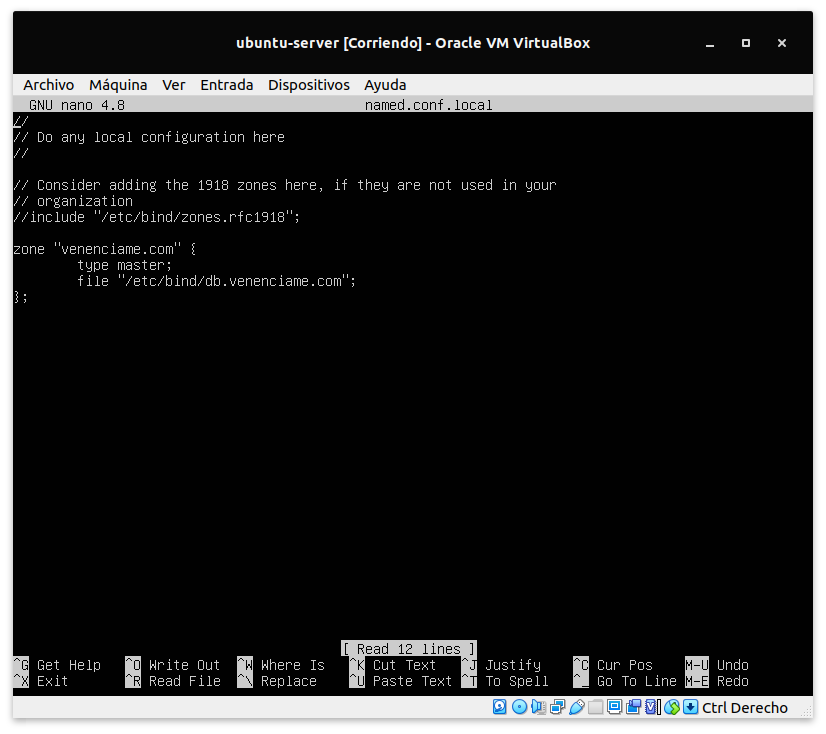 ubuntu-server [Corriendo] - Oracle VM VirtualBox
Archivo Máquina Ver Entrada Dispositivos Ayuda
GNU nano 4.8 named.conf.local
//
// Do any local configuration here
//
// Consider adding the 1918 zones here, if they are not used in your
// organization
//include "/etc/bind/zones.rfc1918";
zone "venenciame.com" {
type master;
file "/etc/bind/db.venenciame.com";
};
[ Read 12 lines ]
^G Get Help ^O Write Out ^W Where Is ^K Cut Text ^J Justify ^C Cur Pos M-U Undo
^X Exit ^R Read File ^\ Replace ^U Paste Text ^T To Spell ^_ Go To Line M-E Redo
Ctrl Derecho